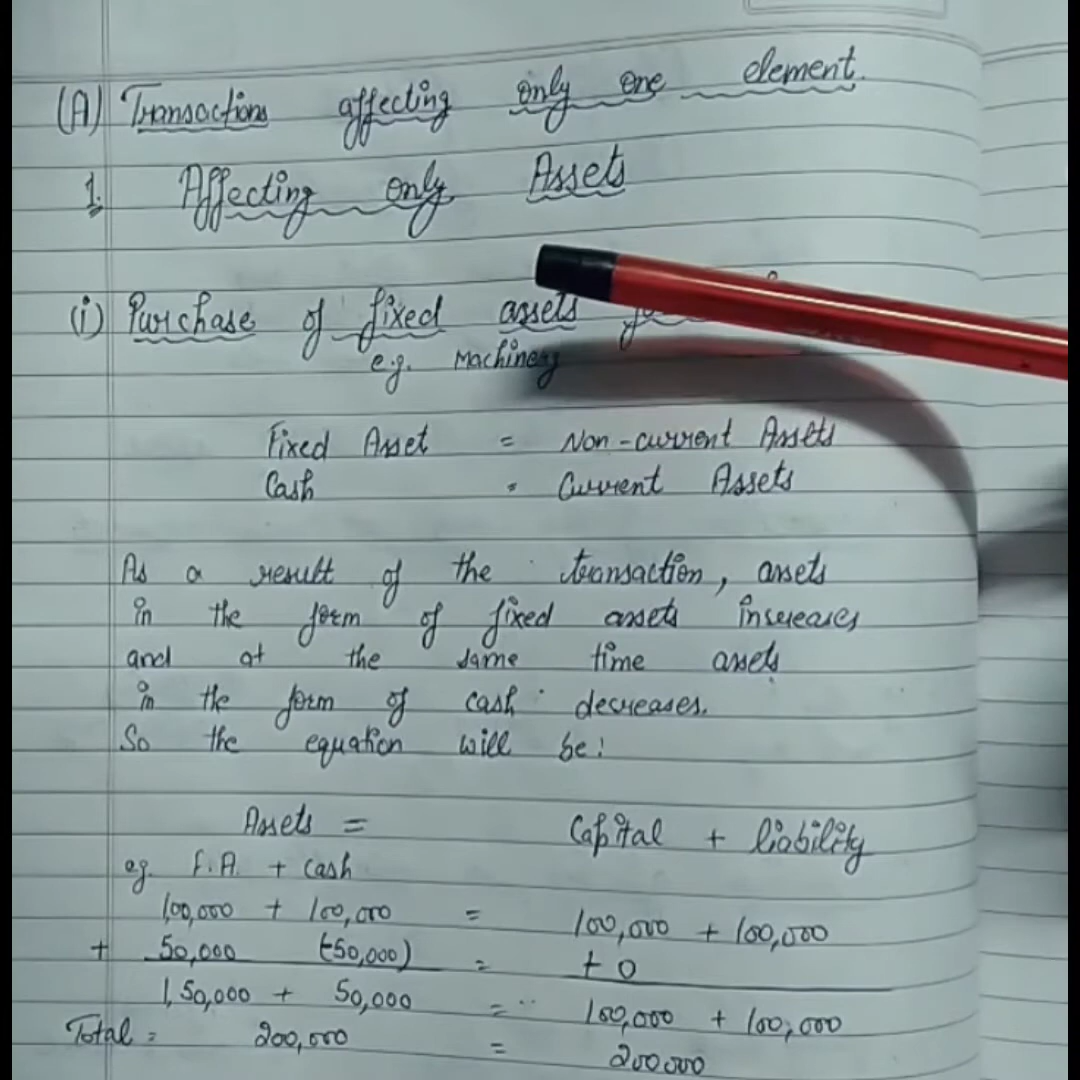 (A) Transactions affecting only one element.
1. Affecting only Assets
(i) Purchase of fixed assets
e.g. Machinery
Fixed Asset = Non-current Assets
Cash = Current Assets
As a result of the transaction, assets
in the form of fixed assets increases
and at the same time assets
in the form of cash decreases.
So the equation will be:
Assets = Capital + liability
eg. F.A. + cash
1,00,000 + 100,000 = 100,000 + 100,000
+ 50,000 (-50,000) = + 0
1,50,000 + 50,000 = 100,000 + 100,000
Total = 200,000 = 200000